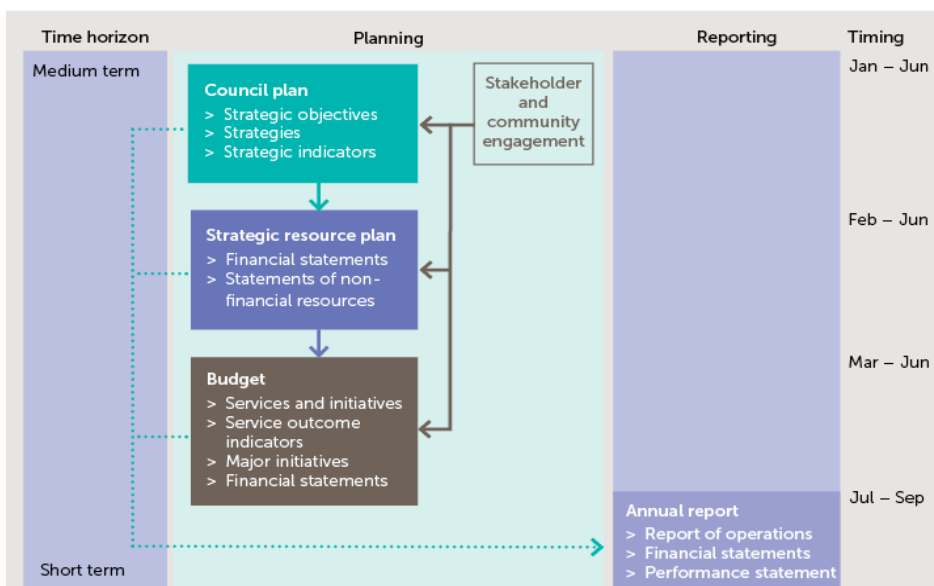 Time horizon
Planning
Reporting
Timing
Medium term
Jan – Jun
Council plan
> Strategic objectives
> Strategies
> Strategic indicators
Stakeholder
and
community
engagement
Feb – Jun
Strategic resource plan
> Financial statements
> Statements of non-
financial resources
Mar – Jun
Budget
> Services and initiatives
> Service outcome
indicators
> Major initiatives
> Financial statements
Jul – Sep
Annual report
> Report of operations
> Financial statements
> Performance statement
Short term